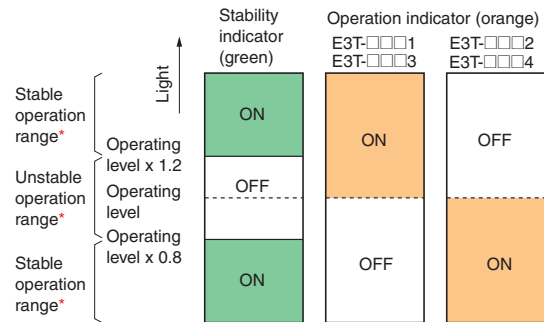 Stability
indicator
(green)
Operation indicator (orange)
E3T-□□□1
E3T-□□□3
E3T-□□□2
E3T-□□□4
Light
Stable
operation
range*
Operating
level x 1.2
Unstable
operation
range*
Operating
level
Operating
level x 0.8
Stable
operation
range*
ON
OFF
ON
ON
OFF
OFF
ON